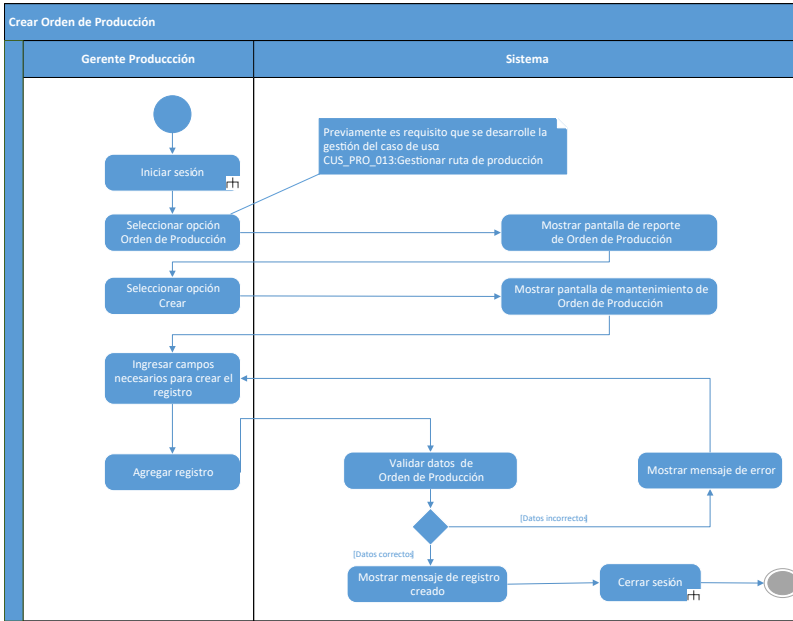 Crear Orden de Producción
Gerente Produccción
Sistema
Previamente es requisito que se desarrolle la
gestión del caso de uso
CUS_PRO_013:Gestionar ruta de producción
Iniciar sesión
Seleccionar opción
Orden de Producción
Mostrar pantalla de reporte
de Orden de Producción
Seleccionar opción
Crear
Mostrar pantalla de mantenimiento de
Orden de Producción
Ingresar campos
necesarios para crear el
registro
Agregar registro
Validar datos de
Orden de Producción
Mostrar mensaje de error
[Datos incorrectos]
[Datos correctos]
Mostrar mensaje de registro
creado
Cerrar sesión